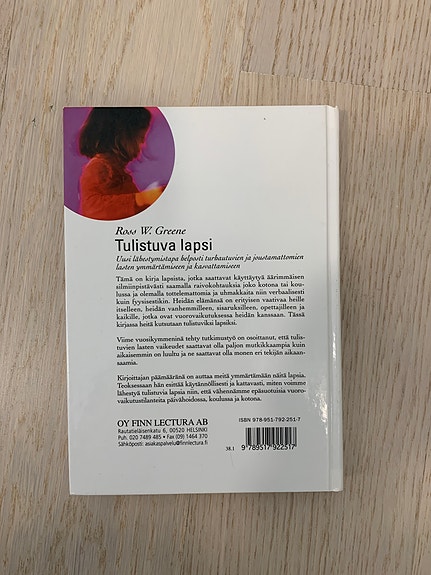 Ross W. Greene
Tulistuva lapsi
Uusi lähestymistapa helposti turhautuvien ja joustamattomien
lasten ymmärtämiseen ja kasvattamiseen
Tämä on kirja lapsista, jotka saattavat käyttäytyä äärimmäisen
silmiinpistävästi saamalla raivokohtauksia joko kotona tai kou-
lussa ja olemalla tottelemattomia ja uhmakkaita niin verbaalisesti
kuin fyysisestikin. Heidän elämänsä on erityisen vaativaa heille
itselleen, heidän vanhemmilleen, sisaruksilleen, opettajilleen ja
kaikille, jotka ovat vuorovaikutuksessa heidän kanssaan. Tässä
kirjassa heitä kutsutaan tulistuviksi lapsiksi.
Viime vuosikymmeninä tehty tutkimustyö on osoittanut, että tulis-
tuvien lasten vaikeudet saattavat olla paljon mutkikkaampia kuin
aikaisemmin on luultu ja ne saattavat olla monen eri tekijän aikaan-
saamia.
Kirjoittajan päämääränä on auttaa meitä ymmärtämään näitä lapsia.
Teoksessaan hän esittää käytännöllisesti ja kattavasti, miten voimme
lähestyä tulistuvia lapsia niin, että vähennämme epäsuotuisia vuoro-
vaikutustilanteita päivähoidossa, koulussa ja kotona.
OY FINN LECTURA AB
Rautatieläisenkatu 6, 00520 HELSINKI
Puh. 020 7489 485 • Fax (09) 1464 370
Sähköposti: asiakaspalvelu@finnlectura.fi
38.1
ISBN 978-951-792-251-7
9789517922517